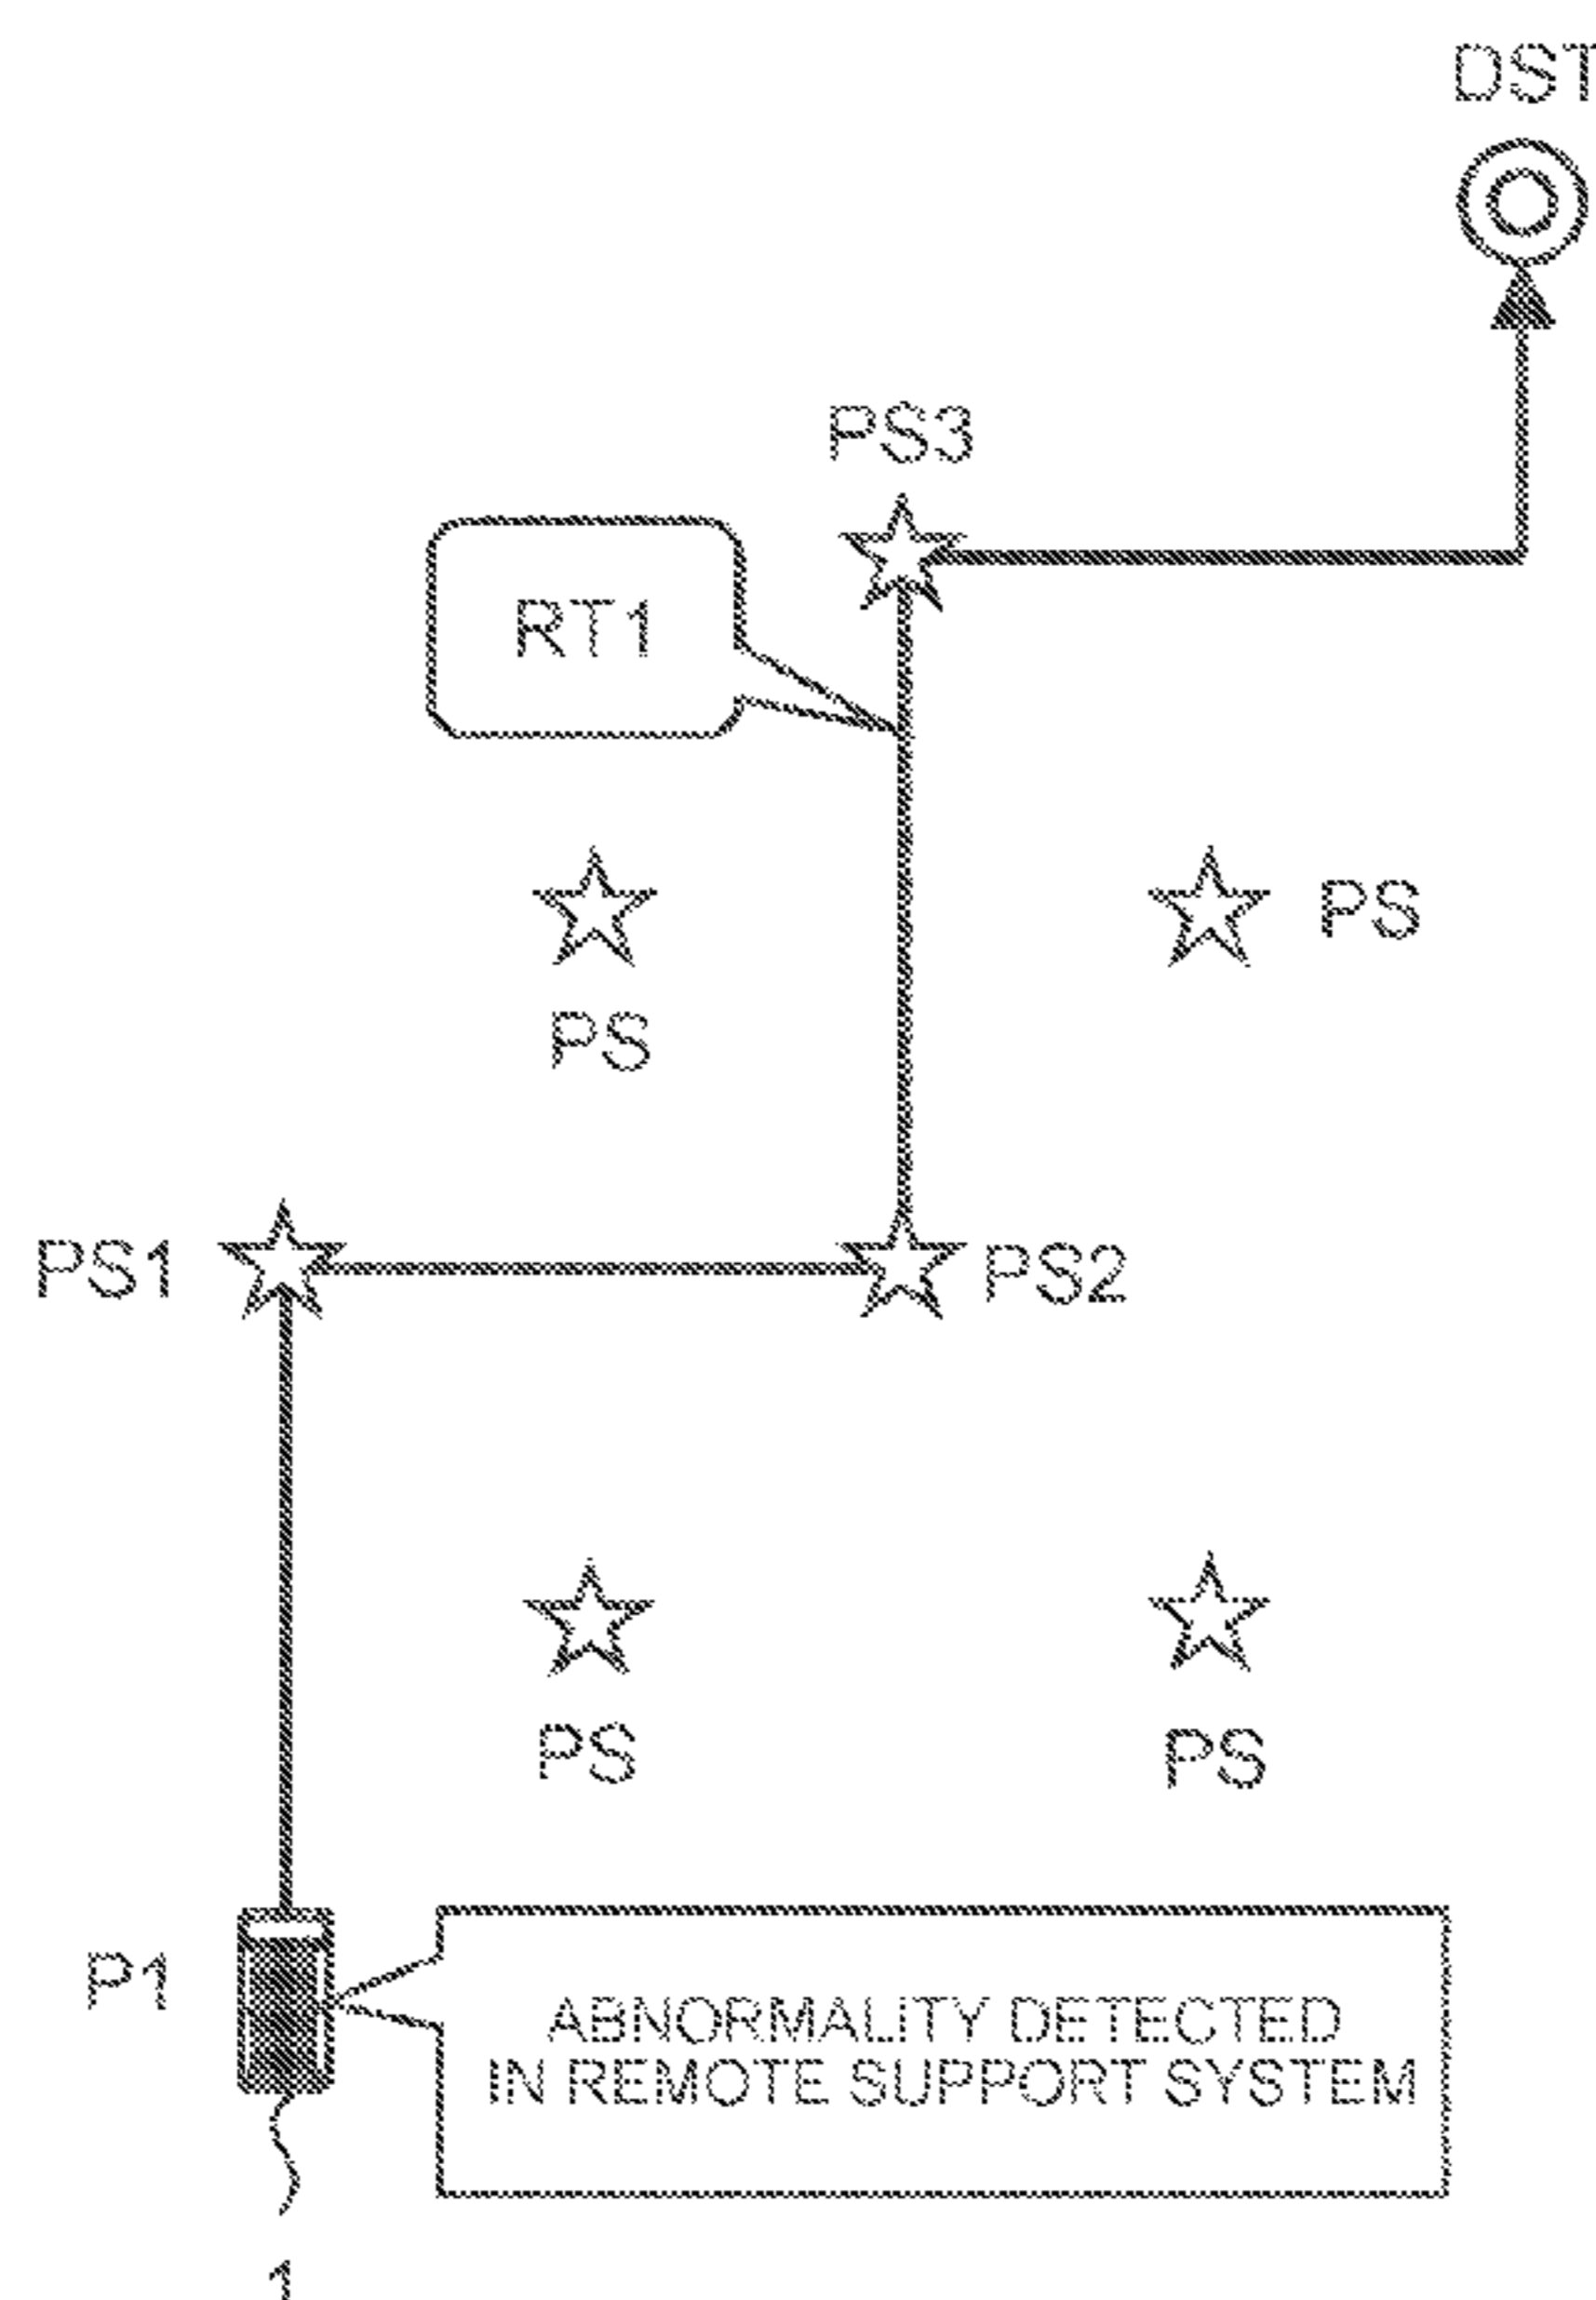 DST
PS3
RT1
PS
PS
PS1
PS2
PS
PS
P1
ABNORMALITY DETECTED
IN REMOTE SUPPORT SYSTEM
1